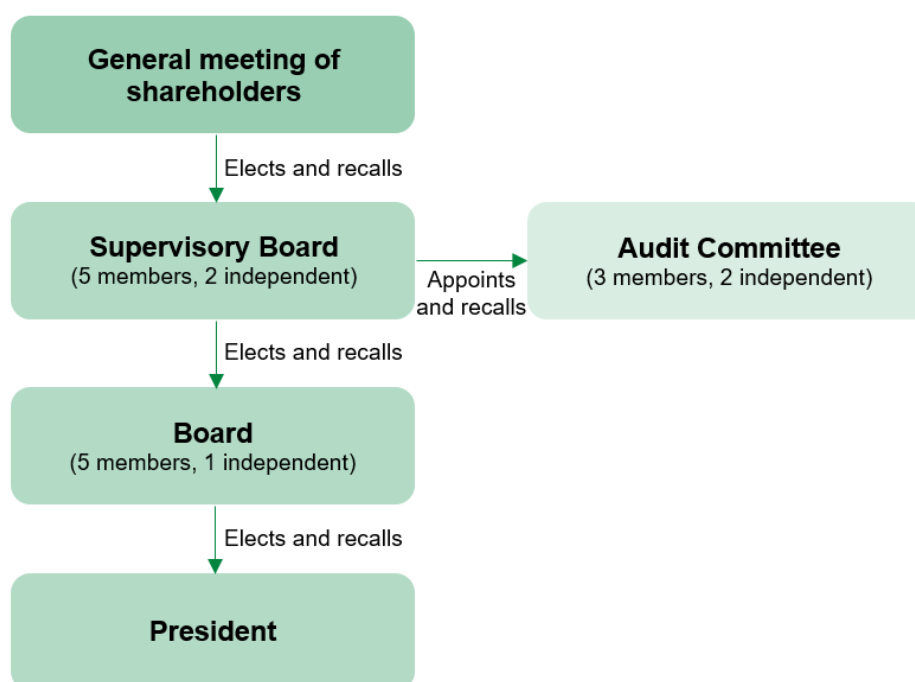 General meeting of
shareholders
Elects and recalls
Supervisory Board
(5 members, 2 independent)
Appoints
and recalls
Audit Committee
(3 members, 2 independent)
Elects and recalls
Board
(5 members, 1 independent)
Elects and recalls
President